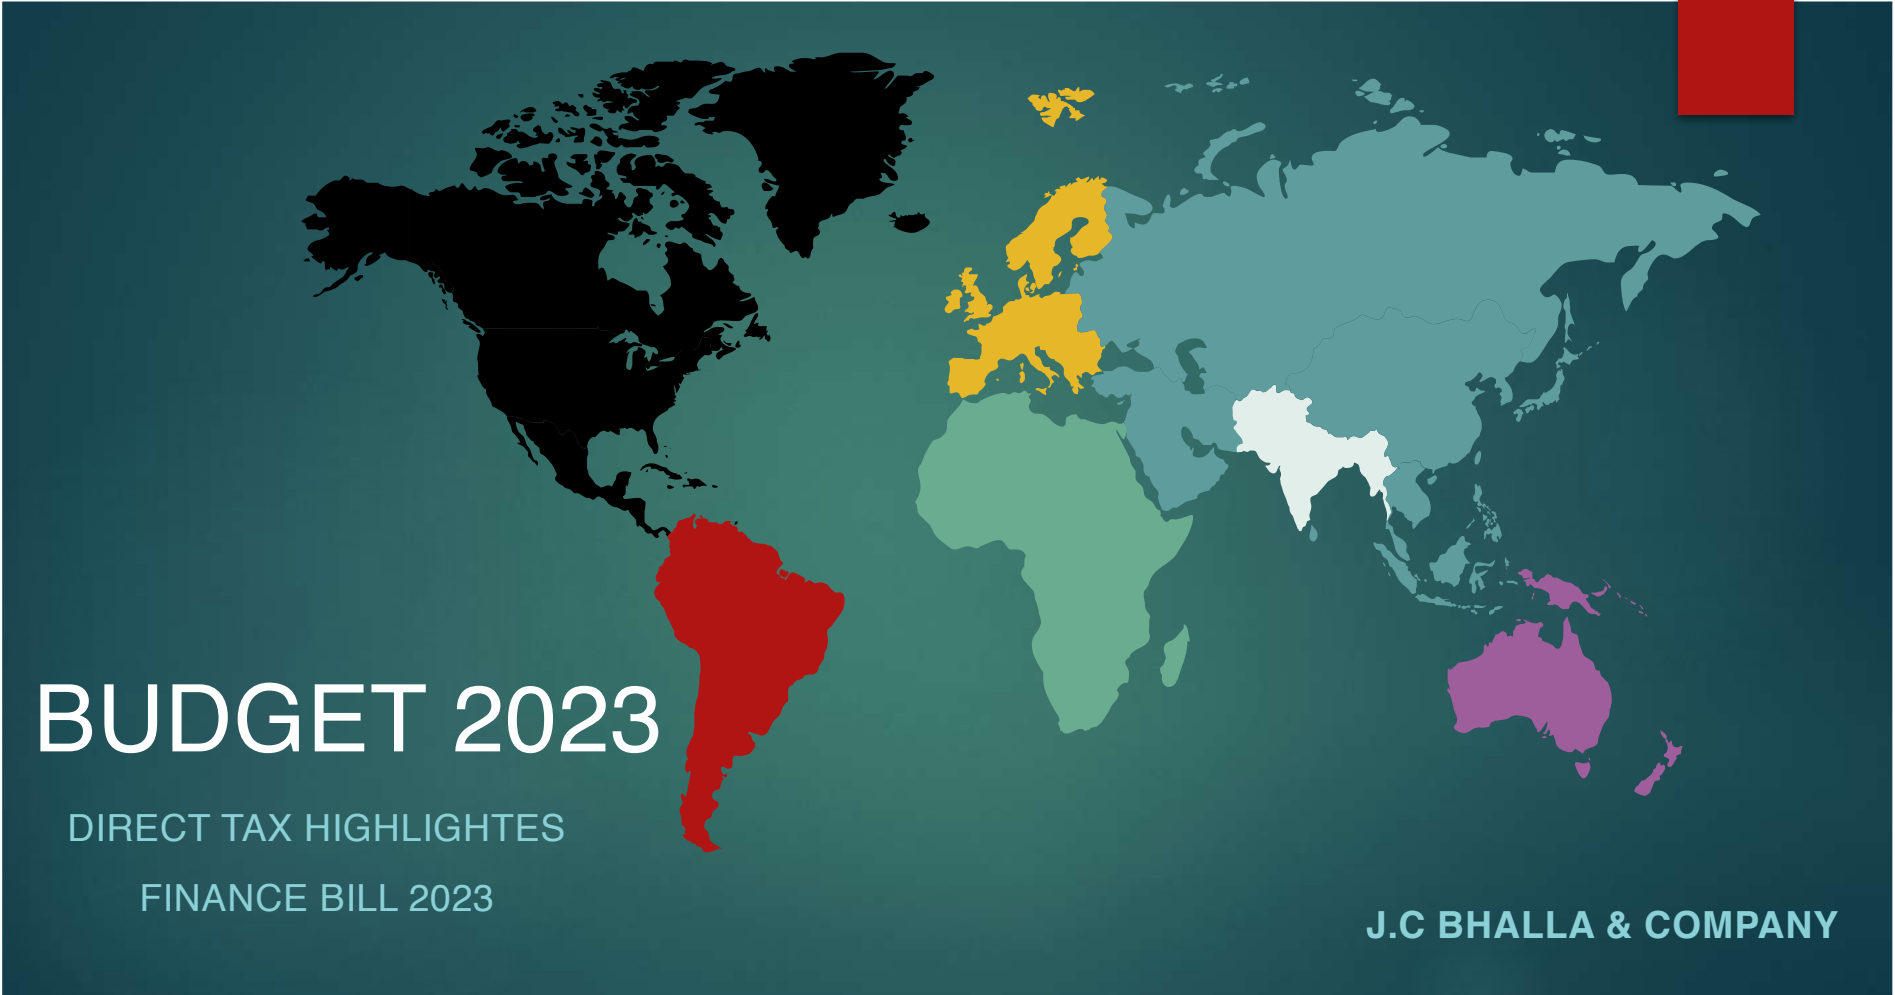 BUDGET 2023
DIRECT TAX HIGHLIGHTES
FINANCE BILL 2023
J.C BHALLA & COMPANY